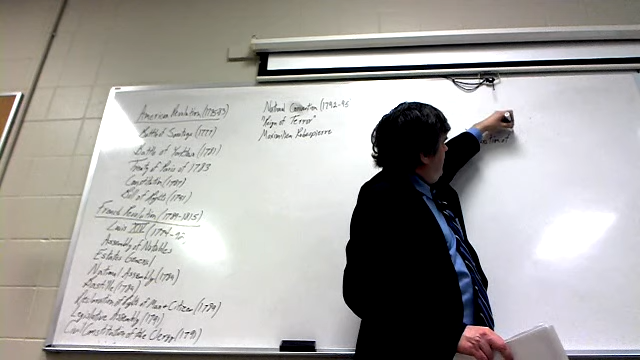 American Revolution (1775-83)
Battle of Saratoga (1777)
Battle of Yorktown (1781)
Treaty of Paris of 1783
Constitution (1787)
Bill of Rights (1791)
French Revolution (1789-1815)
Louis XVI (1774-92)
Assembly of Notables
Estates General
National Assembly (1789)
Bastille (1789)
Declaration of Rights of Man + Citizen (1789)
Legislative Assembly (1791)
Civil Constitution of the Clergy (1791)
National Convention (1792-95
"Reign of Terror"
Maximilien Robespierre